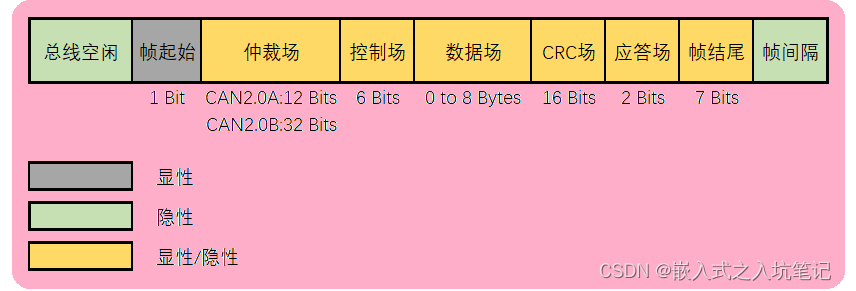 总线空闲 帧起始 仲裁场 控制场 数据场 CRC场 应答场 帧结尾 帧间隔
1 Bit CAN2.0A:12 Bits 6 Bits 0 to 8 Bytes 16 Bits 2 Bits 7 Bits
CAN2.0B:32 Bits
显性
隐性
显性/隐性
CSDN @嵌入式之入坑笔记